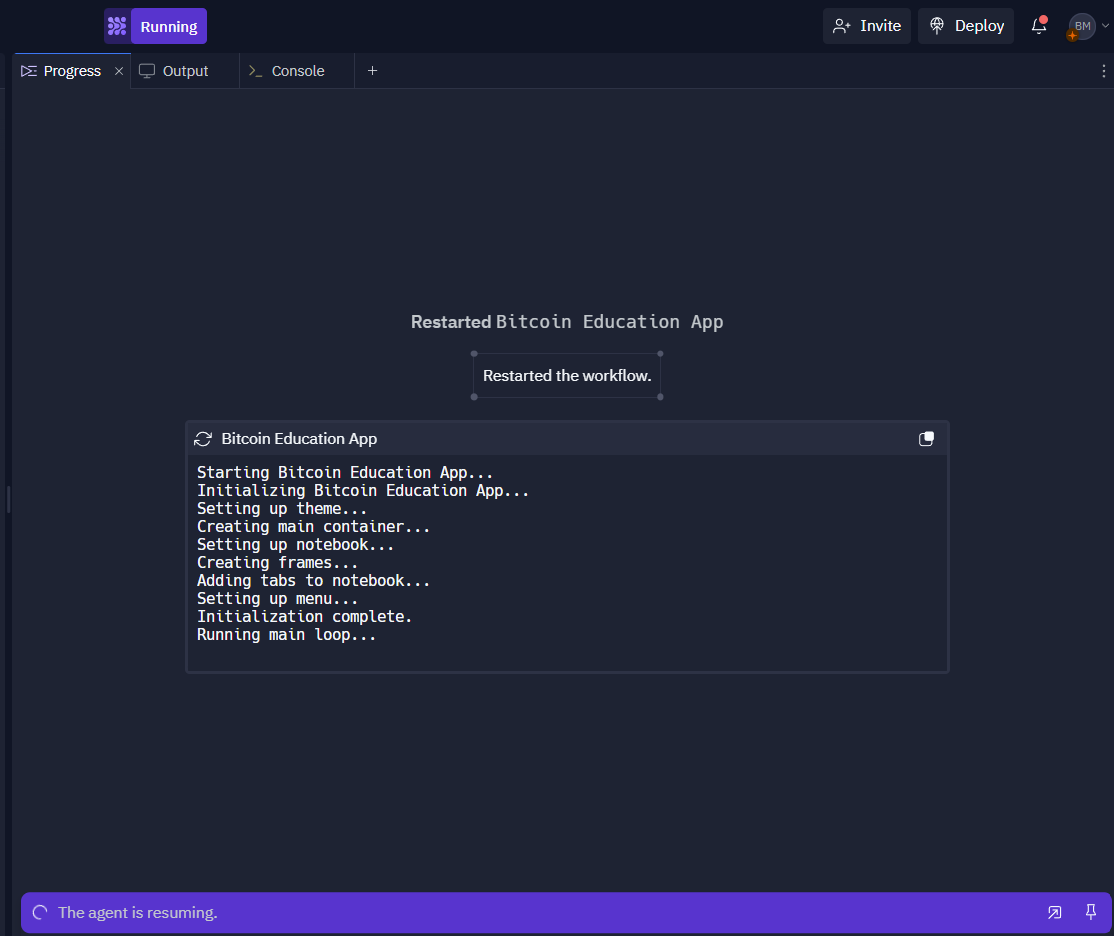 Running
Invite
Deploy
BM
Progress
Output
Console
Restarted Bitcoin Education App
Restarted the workflow.
Bitcoin Education App
Starting Bitcoin Education App...
Initializing Bitcoin Education App...
Setting up theme...
Creating main container...
Setting up notebook...
Creating frames...
Adding tabs to notebook...
Setting up menu...
Initialization complete.
Running main loop...
The agent is resuming.